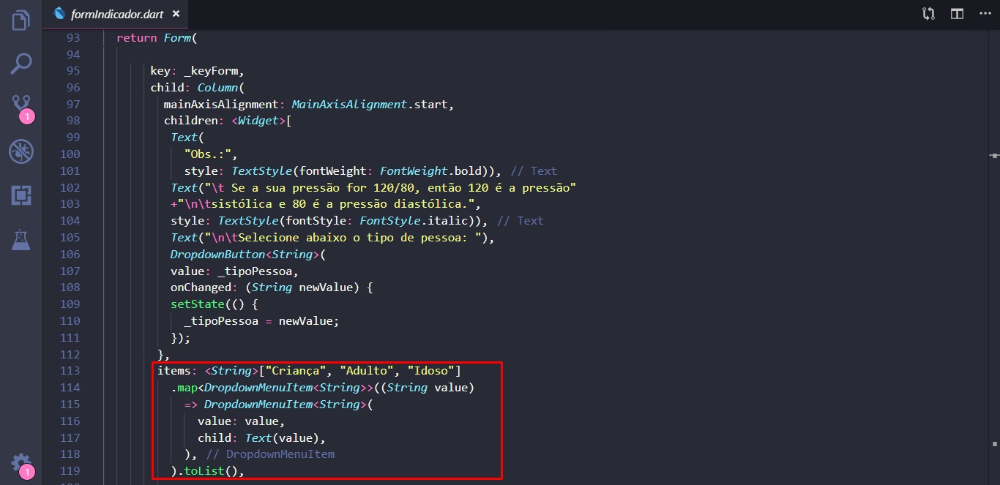 formIndicador.dart ×
93 return Form(
94
95 key: _keyForm,
96 child: Column(
97 mainAxisAlignment: MainAxisAlignment.start,
98 children: <Widget>[
99 Text(
100 "Obs.:",
101 style: TextStyle(fontWeight: FontWeight.bold)), // Text
102 Text("\t Se a sua pressão for 120/80, então 120 é a pressão"
103 +"\n\tsistólica e 80 é a pressão diastólica.",
104 style: TextStyle(fontStyle: FontStyle.italic)), // Text
105 Text("\n\tSelecione abaixo o tipo de pessoa: "),
106 DropdownButton<String>(
107 value: _tipoPessoa,
108 onChanged: (String newValue) {
109 setState(() {
110 _tipoPessoa = newValue;
111 });
112 },
113 items: <String>["Criança", "Adulto", "Idoso"]
114 .map<DropdownMenuItem<String>>((String value)
115 => DropdownMenuItem<String>(
116 value: value,
117 child: Text(value),
118 ), // DropdownMenuItem
119 ).toList(),
1
1